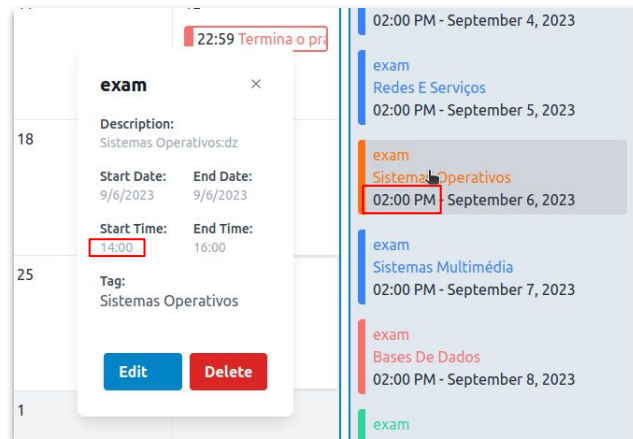 22:59 Termina o pra
18
25
1
exam
×
Description:
Sistemas Operativos:dz
Start Date: End Date:
9/6/2023 9/6/2023
Start Time: End Time:
14:00 16:00
Tag:
Sistemas Operativos
Edit Delete
02:00 PM - September 4, 2023
exam
Redes E Serviços
02:00 PM - September 5, 2023
exam
Sistemas Operativos
02:00 PM - September 6, 2023
exam
Sistemas Multimédia
02:00 PM - September 7, 2023
exam
Bases De Dados
02:00 PM - September 8, 2023
exam